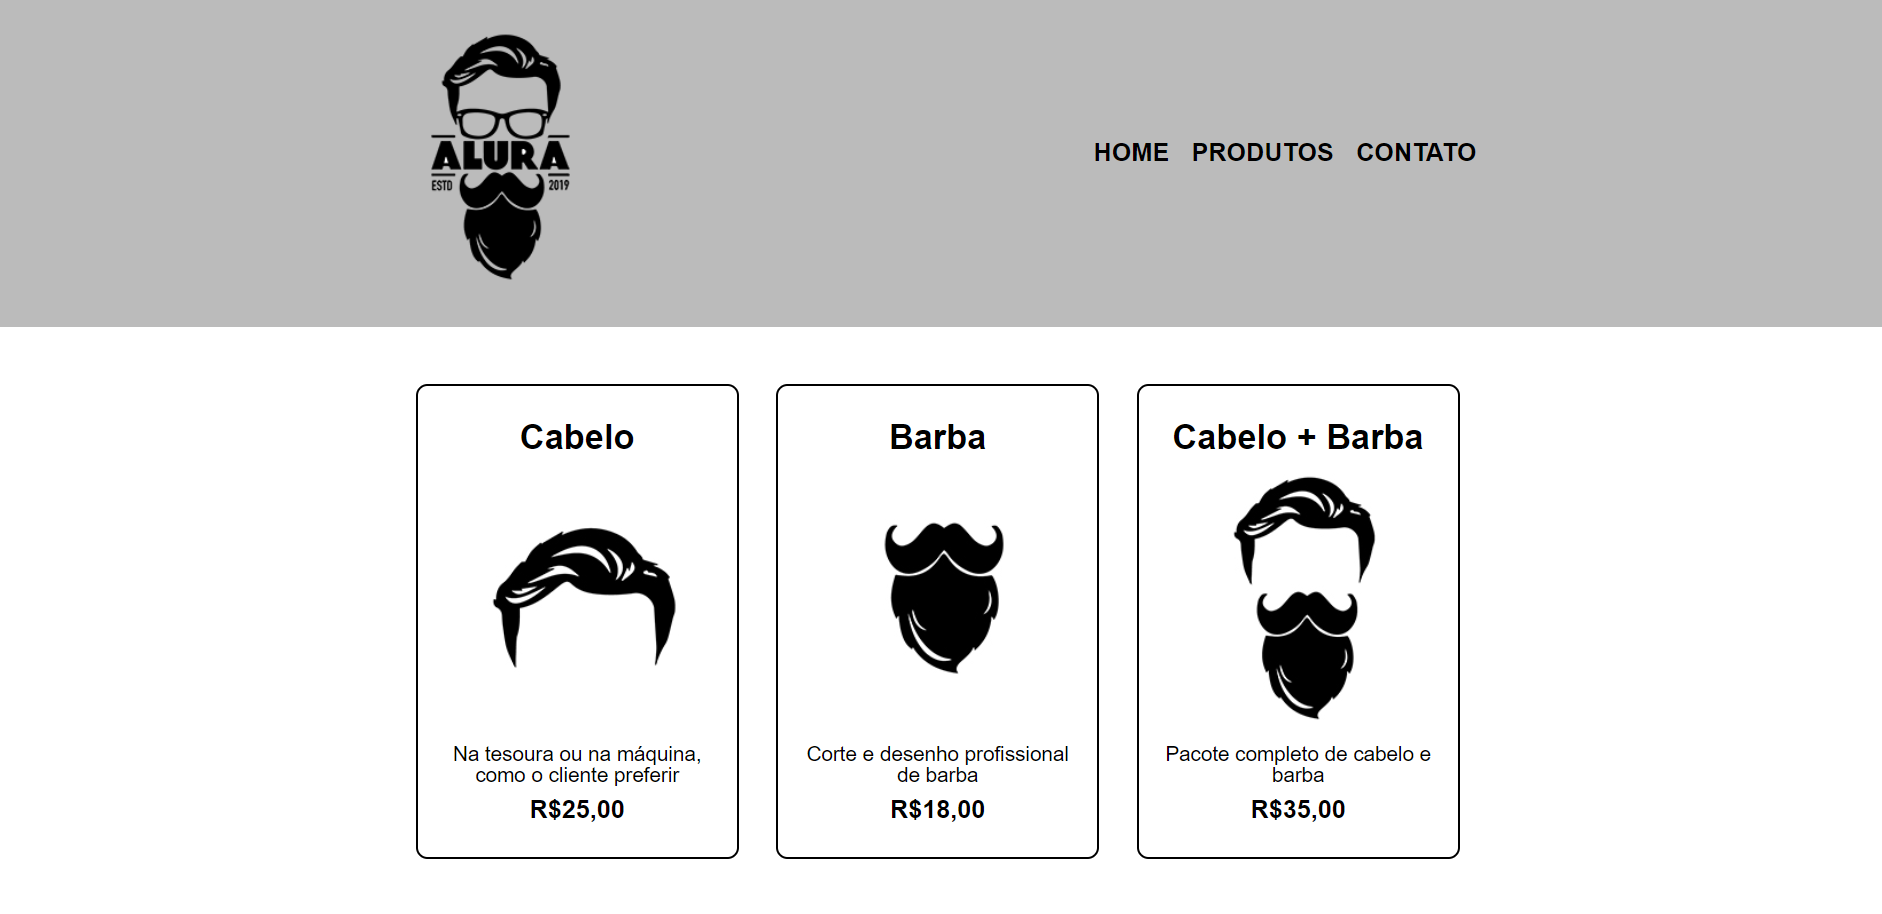 ALURA
ESTD 2019
HOME PRODUTOS CONTATO
Cabelo
Na tesoura ou na máquina,
como o cliente preferir
R$25,00
Barba
Corte e desenho profissional
de barba
R$18,00
Cabelo + Barba
Pacote completo de cabelo e
barba
R$35,00